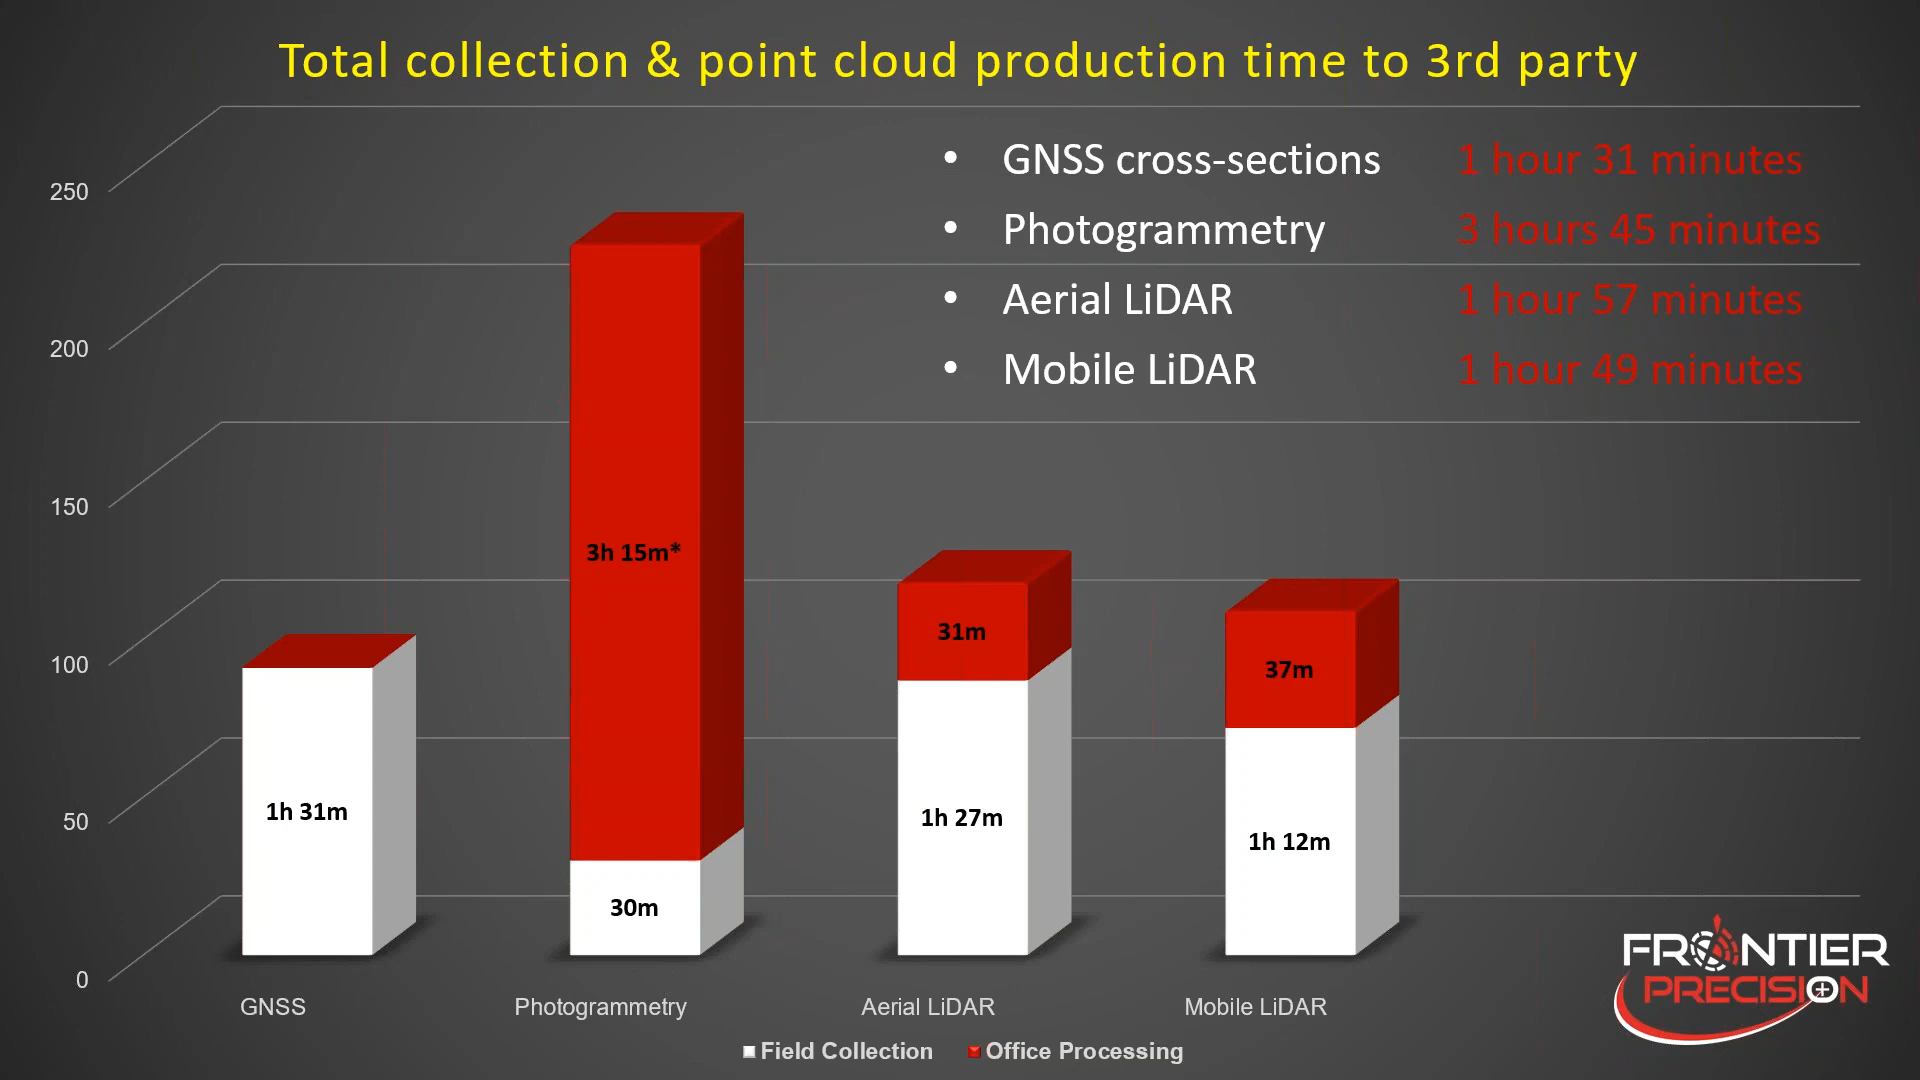 Total collection & point cloud production time to 3rd party
• GNSS cross-sections 1 hour 31 minutes
• Photogrammetry 3 hours 45 minutes
• Aerial LiDAR 1 hour 57 minutes
• Mobile LiDAR 1 hour 49 minutes
250
200
150
100
50
0
1h 31m
3h 15m*
30m
31m
1h 27m
37m
1h 12m
GNSS Photogrammetry Aerial LiDAR Mobile LiDAR
Field Collection Office Processing
FRONTIER
PRECISION